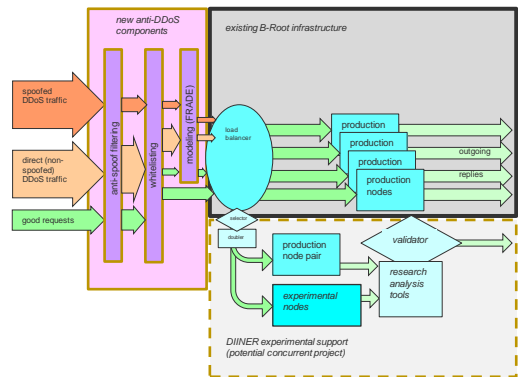 new anti-DDoS
components
existing B-Root infrastructure
spoofed
DDoS traffic
direct (non-
spoofed)
DDoS traffic
good requests
anti-spoof filtering
whitelisting
modeling (FRADE)
load
balancer
production
production
production
production
nodes
outgoing
replies
selector
doubler
production
node pair
experimental
nodes
validator
research
analysis
tools
DIINER experimental support
(potential concurrent project)